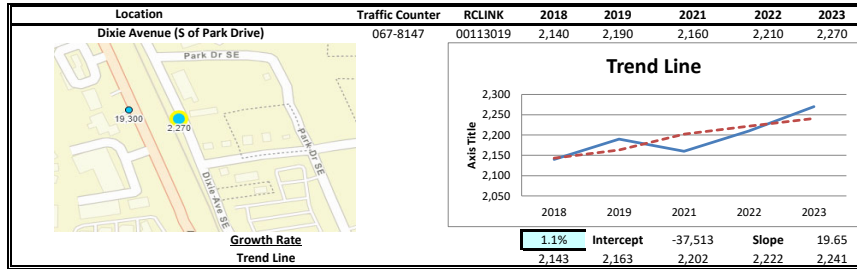 Location Traffic Counter RCLINK 2018 2019 2021 2022 2023
Dixie Avenue (S of Park Drive) 067-8147 00113019 2,140 2,190 2,160 2,210 2,270
Park Dr SE
19,300
2,270
Park Dr SE
Dixie Ave SE
Trend Line
Axis Title
2,300
2,250
2,200
2,150
2,100
2,050
2018 2019 2021 2022 2023
Growth Rate 1.1% Intercept -37,513 Slope 19.65
Trend Line 2,143 2,163 2,202 2,222 2,241